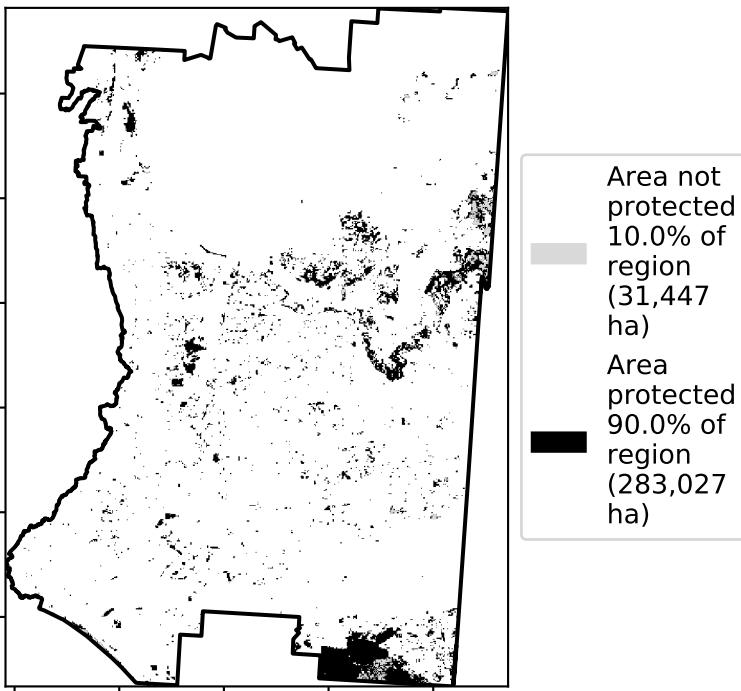 Area not
protected
10.0% of
region
(31,447
ha)
Area
protected
90.0% of
region
(283,027
ha)